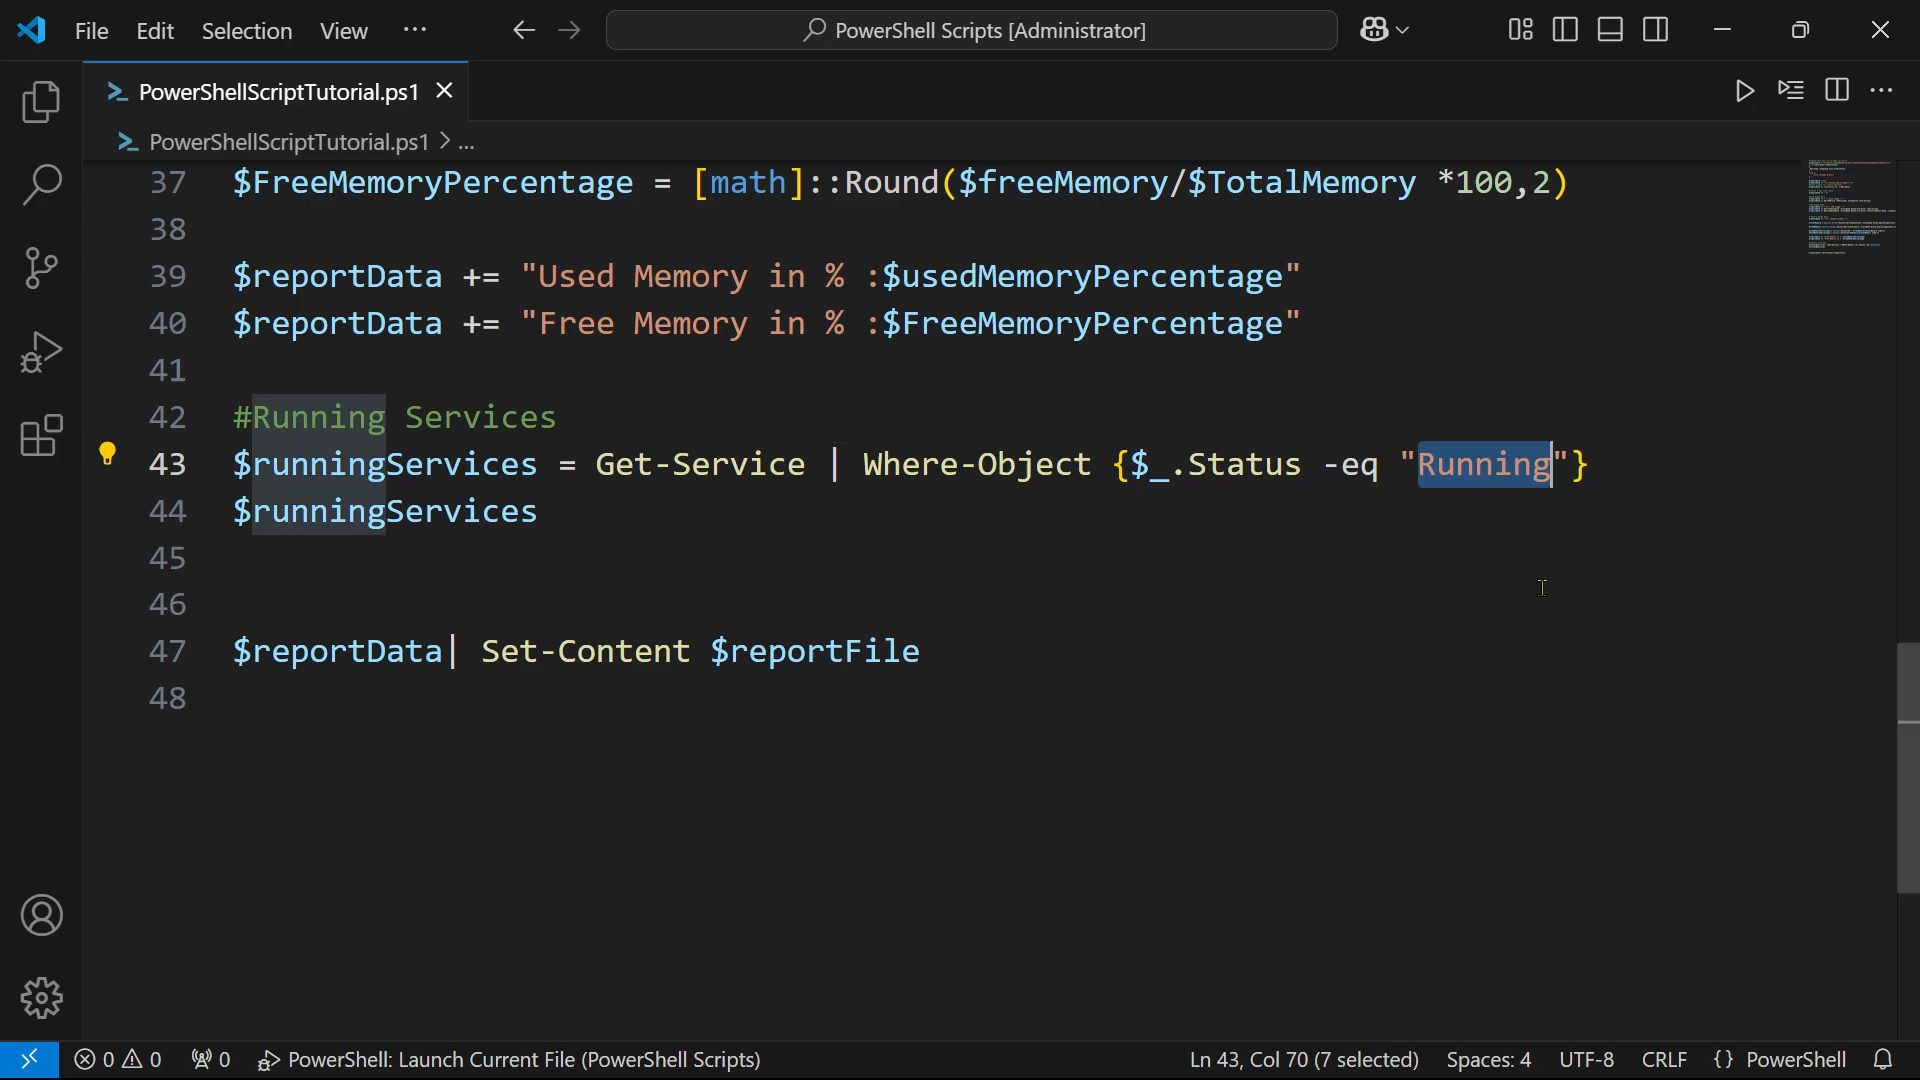 File Edit Selection View ... PowerShell Scripts [Administrator]
PowerShellScriptTutorial.ps1
PowerShellScriptTutorial.ps1 > ...
37 $FreeMemoryPercentage = [math]::Round($freeMemory/$TotalMemory *100,2)
38
39 $reportData += "Used Memory in % :$usedMemoryPercentage"
40 $reportData += "Free Memory in % :$FreeMemoryPercentage"
41
42 #Running Services
43 $runningServices = Get-Service | Where-Object {$_.Status -eq "Running"}
44 $runningServices
45
46
47 $reportData| Set-Content $reportFile
48
0 0 0 PowerShell: Launch Current File (PowerShell Scripts) Ln 43, Col 70 (7 selected) Spaces: 4 UTF-8 CRLF {} PowerShell